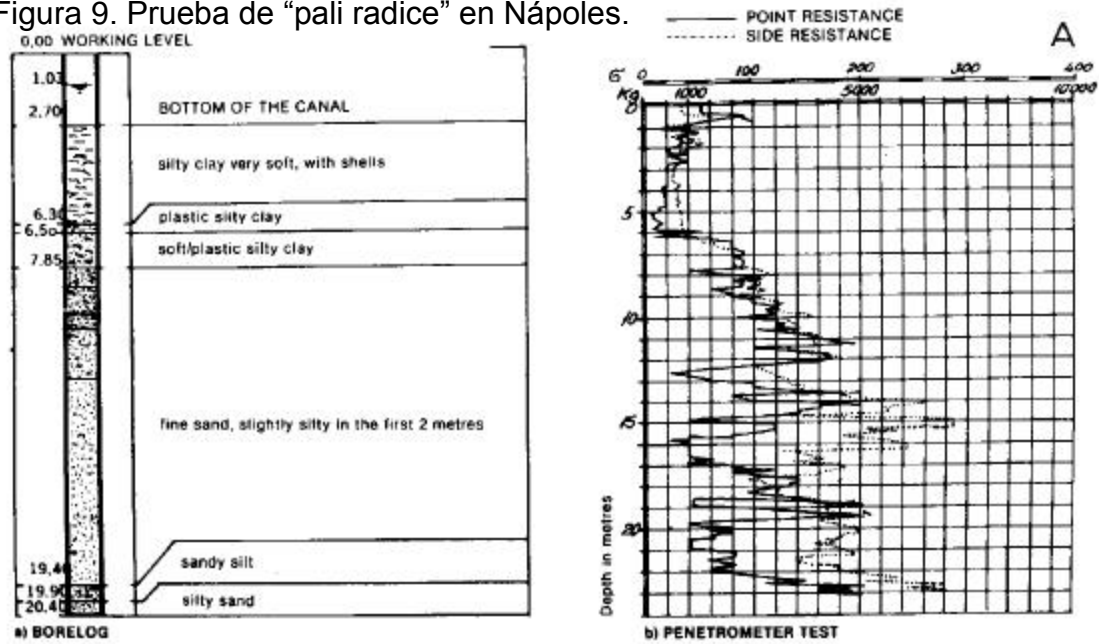 Figura 9. Prueba de “pali radice” en Nápoles.
0,00 WORKING LEVEL
1.03
2.70
BOTTOM OF THE CANAL
silty clay very soft, with shells
6.30
plastic silty clay
6.50
soft/plastic silty clay
7.85
fine sand, slightly silty in the first 2 metres
sandy silt
19,40
19.90
silty sand
20.40
a) BORELOG
POINT RESISTANCE
SIDE RESISTANCE
A
σ 0 100 200 300 400
Kg 1000 5000 10000
0
5
10
15
20
Depth in metres
b) PENETROMETER TEST